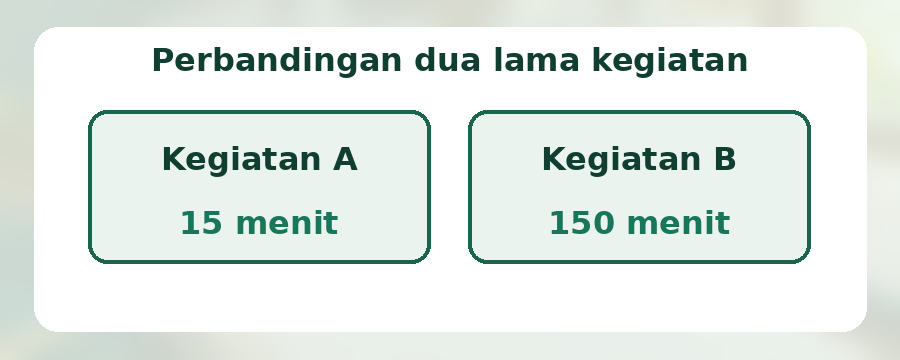 Perbandingan dua lama kegiatan
Kegiatan A
15 menit
Kegiatan B
150 menit